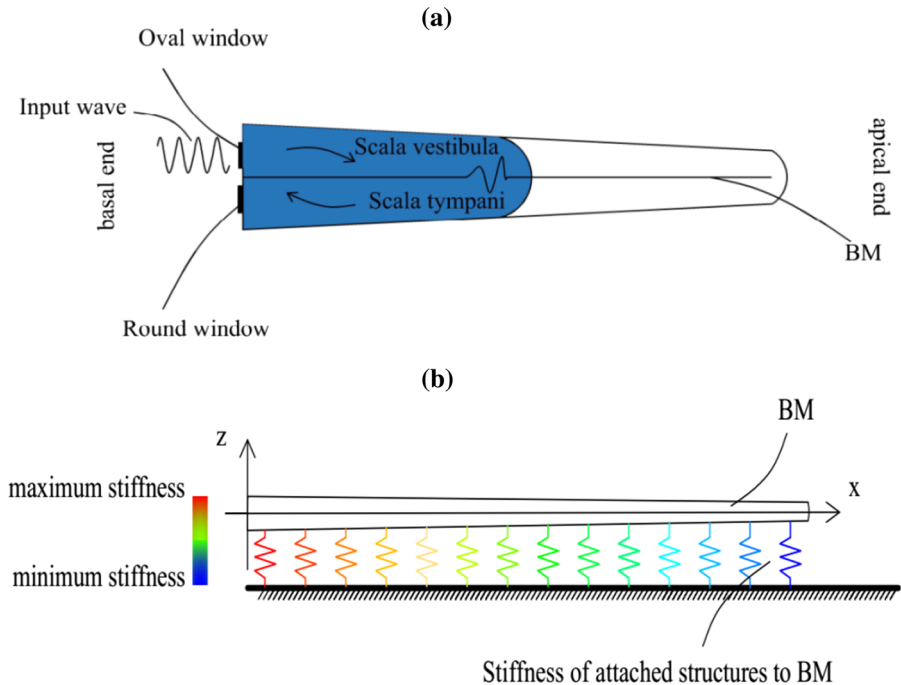 (a)
Oval window
Input wave
basal end
Scala vestibula
Scala tympani
apical end
BM
Round window
(b)
BM
z
maximum stiffness
x
minimum stiffness
Stiffness of attached structures to BM